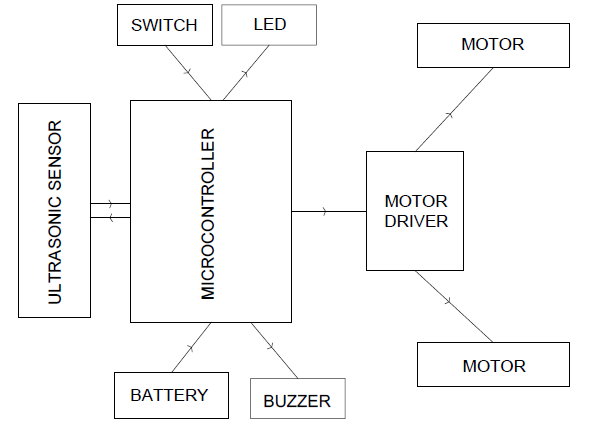 SWITCH
LED
MOTOR
ULTRASONIC SENSOR
MICROCONTROLLER
MOTOR
DRIVER
MOTOR
BATTERY
BUZZER